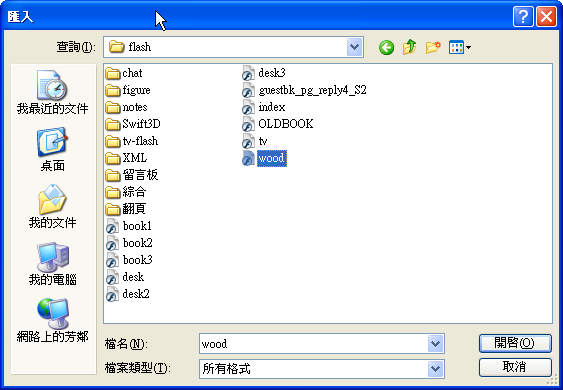 匯入
查詢(I):
flash
我最近的文件
桌面
我的文件
我的電腦
網路上的芳鄰
chat
figure
notes
Swift3D
tv-flash
XML
留言板
綜合
翻頁
book1
book2
book3
desk
desk2
desk3
guestbk_pg_reply4_S2
index
OLDBOOK
tv
wood
檔名(N):
wood
開啓(O)
檔案類型(T):
所有格式
取消